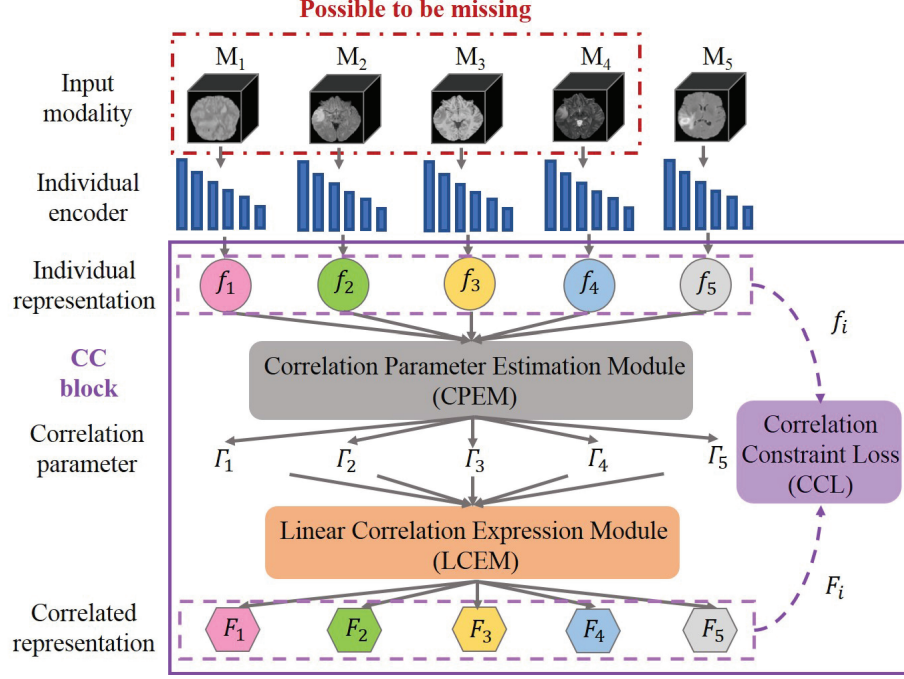 Possible to be missing
M1 M2 M3 M4 M5
Input
modality
Individual
encoder
Individual
representation
f1 f2 f3 f4 f5
fi
CC
block
Correlation Parameter Estimation Module
(CPEM)
Correlation
parameter
Γ1 Γ2 Γ3 Γ4 Γ5
Correlation
Constraint Loss
(CCL)
Linear Correlation Expression Module
(LCEM)
Fi
Correlated
representation
F1 F2 F3 F4 F5